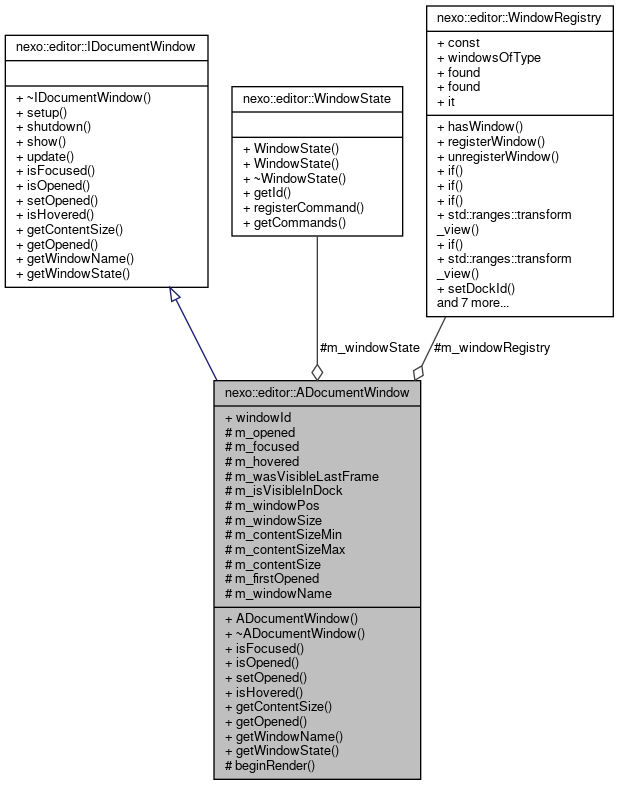 nexo::editor::IDocumentWindow
+ ~IDocumentWindow()
+ setup()
+ shutdown()
+ show()
+ update()
+ isFocused()
+ isOpened()
+ setOpened()
+ isHovered()
+ getContentSize()
+ getOpened()
+ getWindowName()
+ getWindowState()
nexo::editor::WindowState
+ WindowState()
+ WindowState()
+ ~WindowState()
+ getId()
+ registerCommand()
+ getCommands()
nexo::editor::WindowRegistry
+ const
+ windowsOfType
+ found
+ found
+ it
+ hasWindow()
+ registerWindow()
+ unregisterWindow()
+ if()
+ if()
+ if()
+ std::ranges::transform
_view()
+ if()
+ std::ranges::transform
_view()
+ setDockId()
and 7 more...
#m_windowState
#m_windowRegistry
nexo::editor::ADocumentWindow
+ windowId
# m_opened
# m_focused
# m_hovered
# m_wasVisibleLastFrame
# m_isVisibleInDock
# m_windowPos
# m_windowSize
# m_contentSizeMin
# m_contentSizeMax
# m_contentSize
# m_firstOpened
# m_windowName
+ ADocumentWindow()
+ ~ADocumentWindow()
+ isFocused()
+ isOpened()
+ setOpened()
+ isHovered()
+ getContentSize()
+ getOpened()
+ getWindowName()
+ getWindowState()
# beginRender()